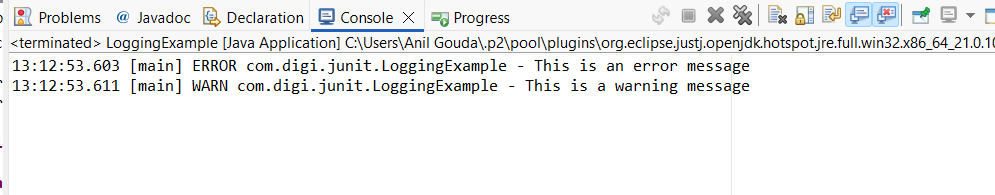 Problems @ Javadoc Declaration Console Progress
<terminated> LoggingExample [Java Application] C:\Users\Anil Gouda\.p2\pool\plugins\org.eclipse.justj.openjdk.hotspot.jre.full.win32.x86_64_21.0.10
13:12:53.603 [main] ERROR com.digi.junit.LoggingExample - This is an error message
13:12:53.611 [main] WARN com.digi.junit.LoggingExample - This is a warning message